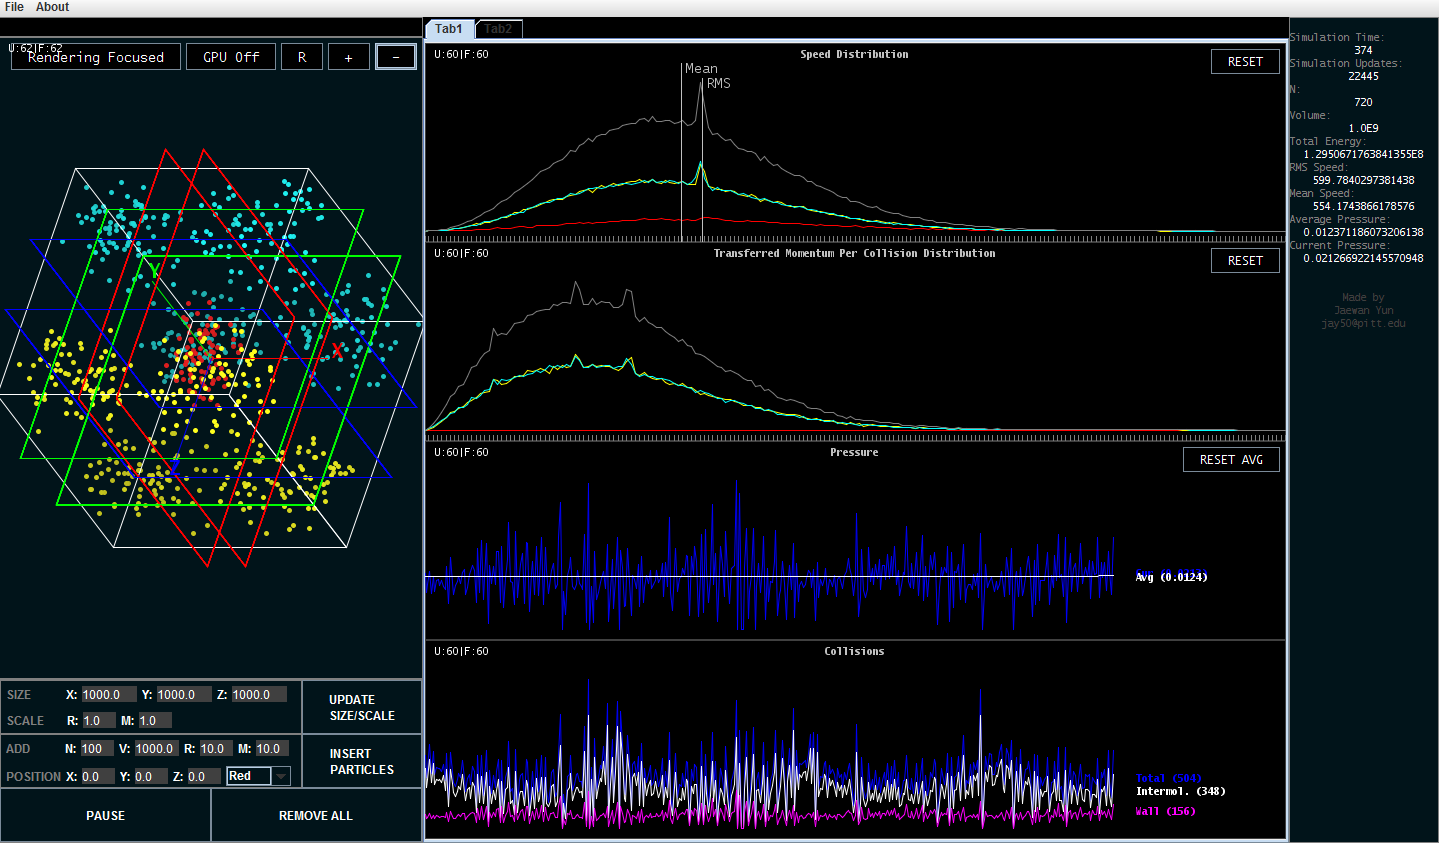 File About
U:62|F:62
Rendering Focused GPU Off R + -
Y
X
Z
SIZE X: 1000.0 Y: 1000.0 Z: 1000.0
SCALE R: 1.0 M: 1.0
UPDATE
SIZE/SCALE
ADD N: 100 V: 1000.0 R: 10.0 M: 10.0
POSITION X: 0.0 Y: 0.0 Z: 0.0 Red
INSERT
PARTICLES
PAUSE REMOVE ALL
Tab1 Tab2
U:60|F:60 Speed Distribution RESET
Mean
RMS
U:60|F:60 Transferred Momentum Per Collision Distribution RESET
U:60|F:60 Pressure RESET AVG
Avg (0.0124)
U:60|F:60 Collisions
Total (504)
Intermol. (348)
Wall (156)
Simulation Time:
374
Simulation Updates:
22445
N:
720
Volume:
1.0E9
Total Energy:
1.2950671763841355E8
RMS Speed:
599.7840297381438
Mean Speed:
554.1743866178576
Average Pressure:
0.012371186073206138
Current Pressure:
0.021266922145570948
Made by
Jaewan Yun
jay50@pitt.edu